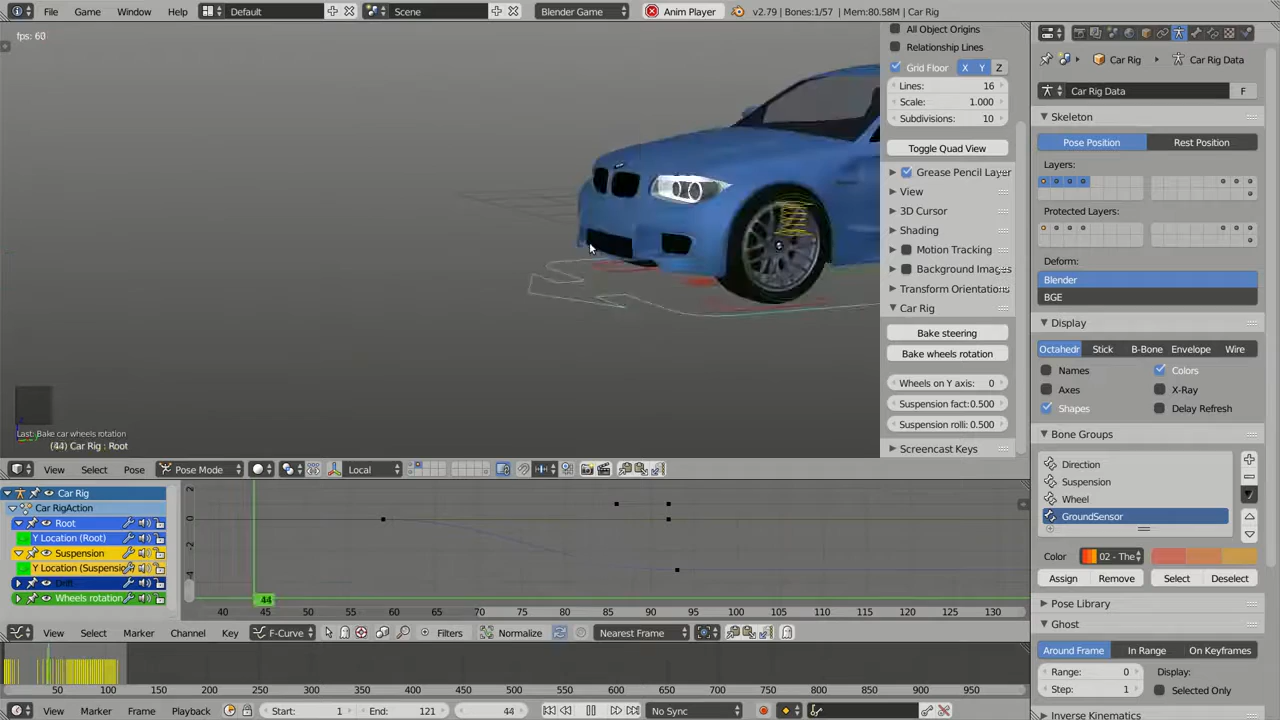 File Render Window Help Default Scene Blender Game Anim Player v2.79 | Bones:1/57 | Mem:80.58M | Car Rig
fps: 60
All Object Origins
Relationship Lines
Grid Floor X Y Z
Lines: 16
Scale: 1.000
Subdivisions: 10
Toggle Quad View
Grease Pencil Layer
View
3D Cursor
Shading
Motion Tracking
Background Images
Transform Orientations
Car Rig
Bake steering
Bake wheels rotation
Wheels on Y axis: 0
Suspension fact:0.500
Suspension rolli: 0.500
Screencast Keys
Last: Bake car wheels rotation
(44) Car Rig : Root
View Select Pose Pose Mode Local
Car Rig
Car RigAction
Root
Y Location (Root)
Suspension
Y Location (Suspensio
Drift
Wheels rotation
2
0
-2
-4
44
40 45 50 55 60 65 70 75 80 85 90 95 100 105 110 115 120 125 130
View Select Marker Channel Key F-Curve Filters Normalize Nearest Frame
50 100 150 200 250 300 350 400 450 500 550 600 650 700 750 800 850 900 950
View Marker Frame Playback Start: 1 End: 121 44 No Sync
Car Rig Car Rig Data
Car Rig Data F
Skeleton
Pose Position Rest Position
Layers:
Protected Layers:
Deform:
Blender
BGE
Display
Octahedr Stick B-Bone Envelope Wire
Names Colors
Axes X-Ray
Shapes Delay Refresh
Bone Groups
Direction
Suspension
Wheel
GroundSensor
Color 02 - The
Assign Remove Select Deselect
Pose Library
Ghost
Around Frame In Range On Keyframes
Range: 0 Display:
Step: 1 Selected Only
Inverse Kinematics